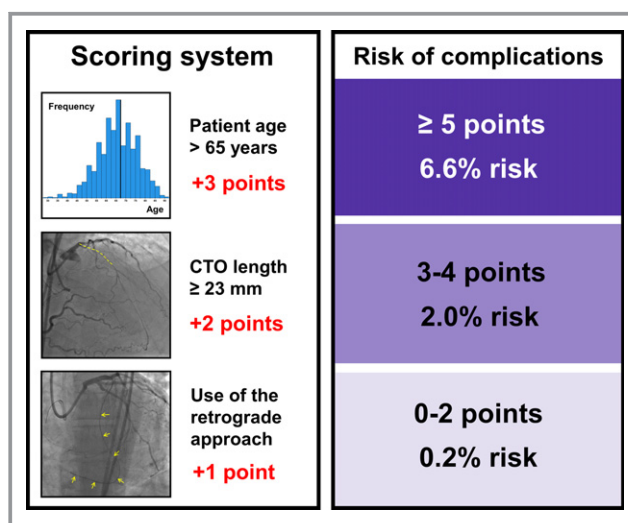 Scoring system
Frequency
Age
Patient age
> 65 years
+3 points
CTO length
≥ 23 mm
+2 points
Use of the
retrograde
approach
+1 point
Risk of complications
≥ 5 points
6.6% risk
3-4 points
2.0% risk
0-2 points
0.2% risk